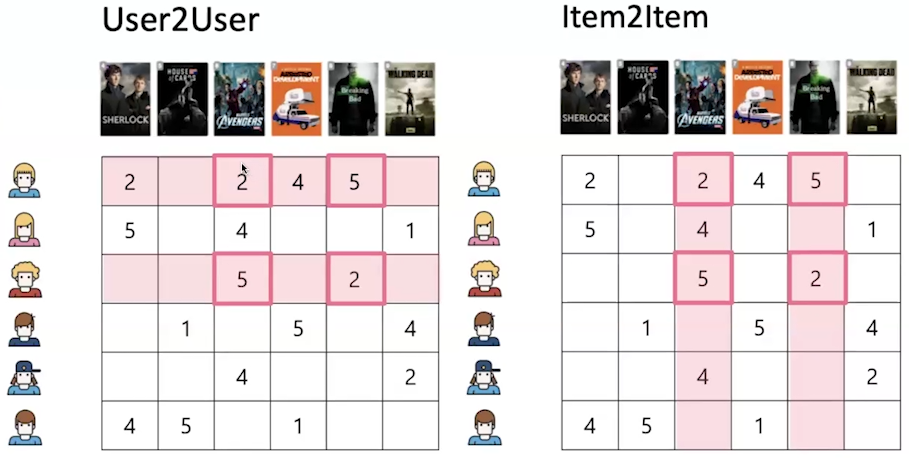 User2User
Item2Item
SHERLOCK
HOUSE of CARDS
AVENGERS
ARRESTED DEVELOPMENT
Breaking Bad
WALKING DEAD
SHERLOCK
HOUSE of CARDS
AVENGERS
ARRESTED DEVELOPMENT
Breaking Bad
WALKING DEAD
2 2 4 5
5 4 1
5 2
1 5 4
4 2
4 5 1
2 2 4 5
5 4 1
5 2
1 5 4
4 2
4 5 1